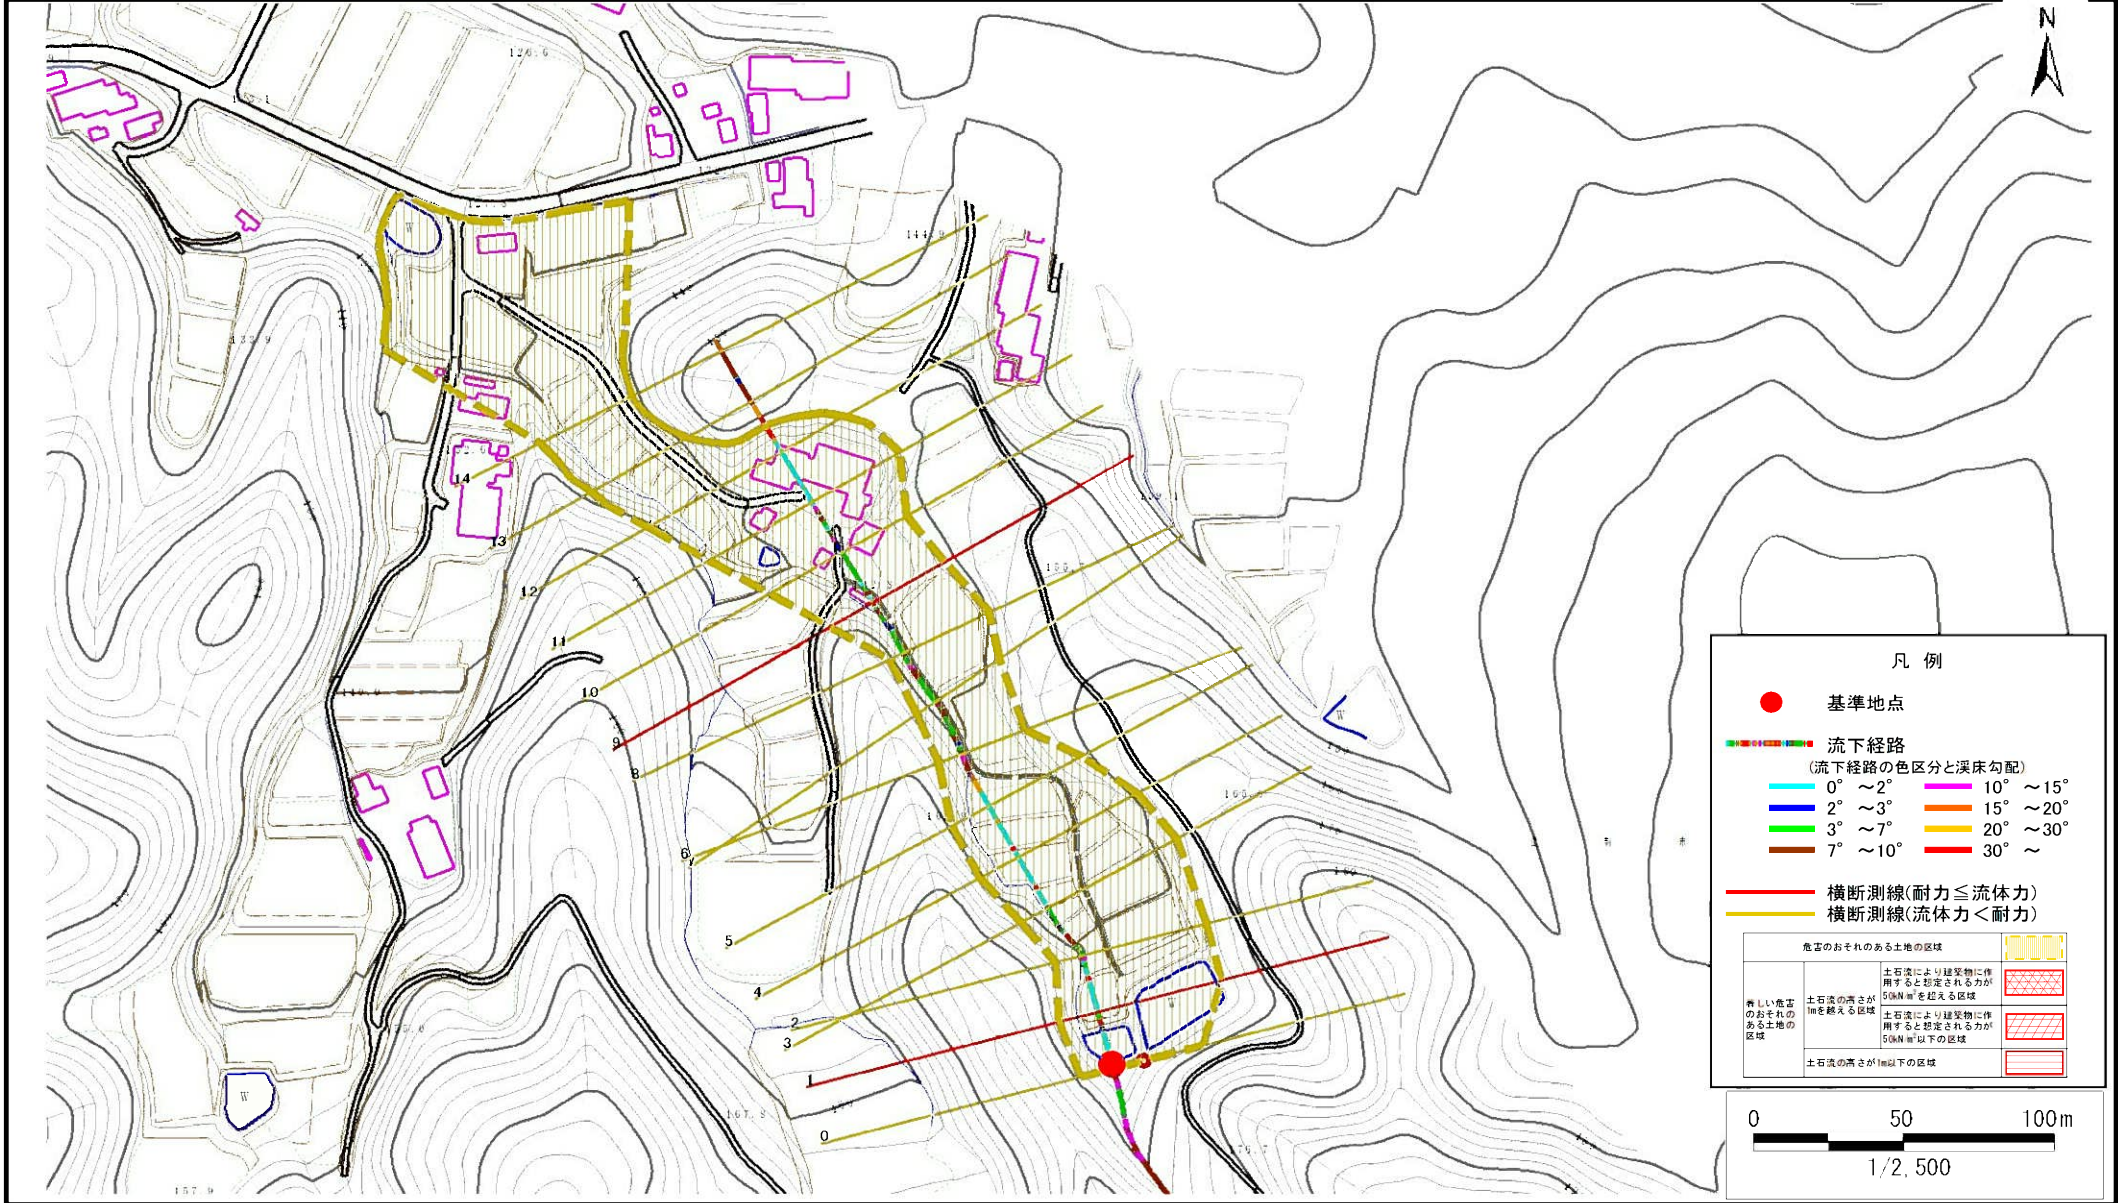 N
W
14
13
12
11
10
9
8
6
5
4
2
3
1
0
W
W
W
凡 例
基準地点
流下経路
(流下経路の色区分と渓床勾配)
0° ～2° 10° ～15°
2° ～3° 15° ～20°
3° ～7° 20° ～30°
7° ～10° 30° ～
横断測線(耐力≦流体力)
横断測線(流体力＜耐力)
危害のおそれのある土地の区域
著しい危害
のおそれの
ある土地の
区域
土石流の高さが
1mを越える区域
土石流により建築物に作
用すると想定される力が
50kN/㎡を超える区域
土石流により建築物に作
用すると想定される力が
50kN/㎡以下の区域
土石流の高さが1m以下の区域
0 50 100m
1/2,500